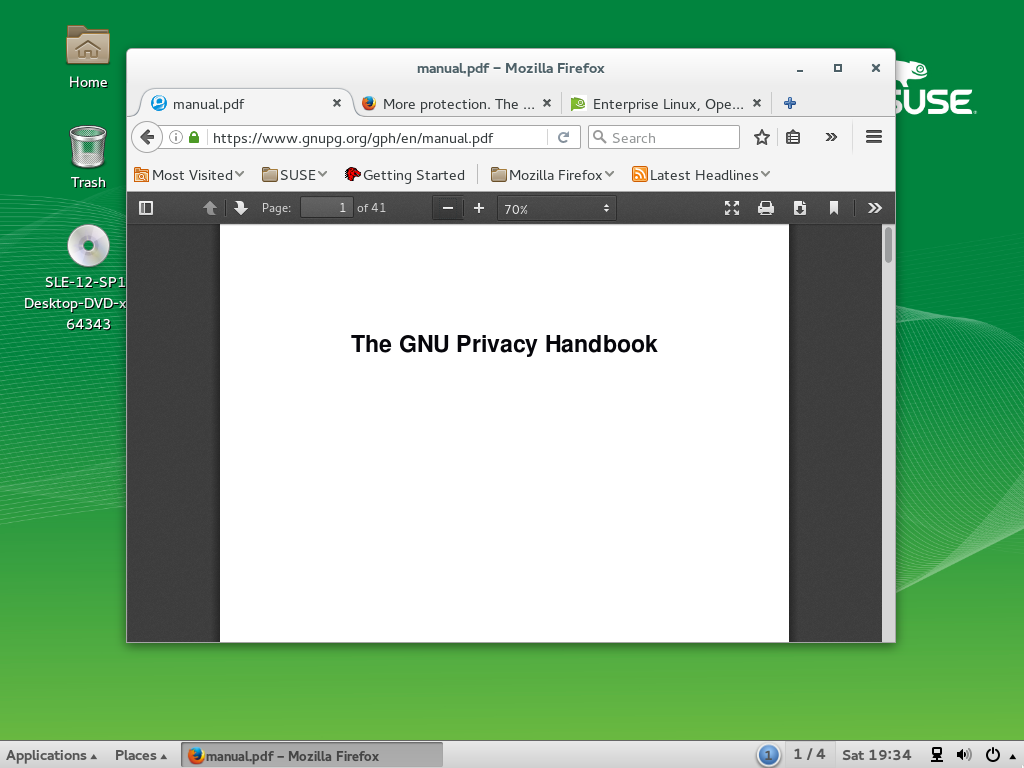 Home
Trash
SLE-12-SP1
Desktop-DVD-x
64343
SUSE
manual.pdf – Mozilla Firefox
manual.pdf
More protection. The ...
Enterprise Linux, Ope...
https://www.gnupg.org/gph/en/manual.pdf
Search
Most Visited
SUSE
Getting Started
Mozilla Firefox
Latest Headlines
Page: 1 of 41
70%
The GNU Privacy Handbook
Applications
Places
manual.pdf – Mozilla Firefox
1
1 / 4
Sat 19:34